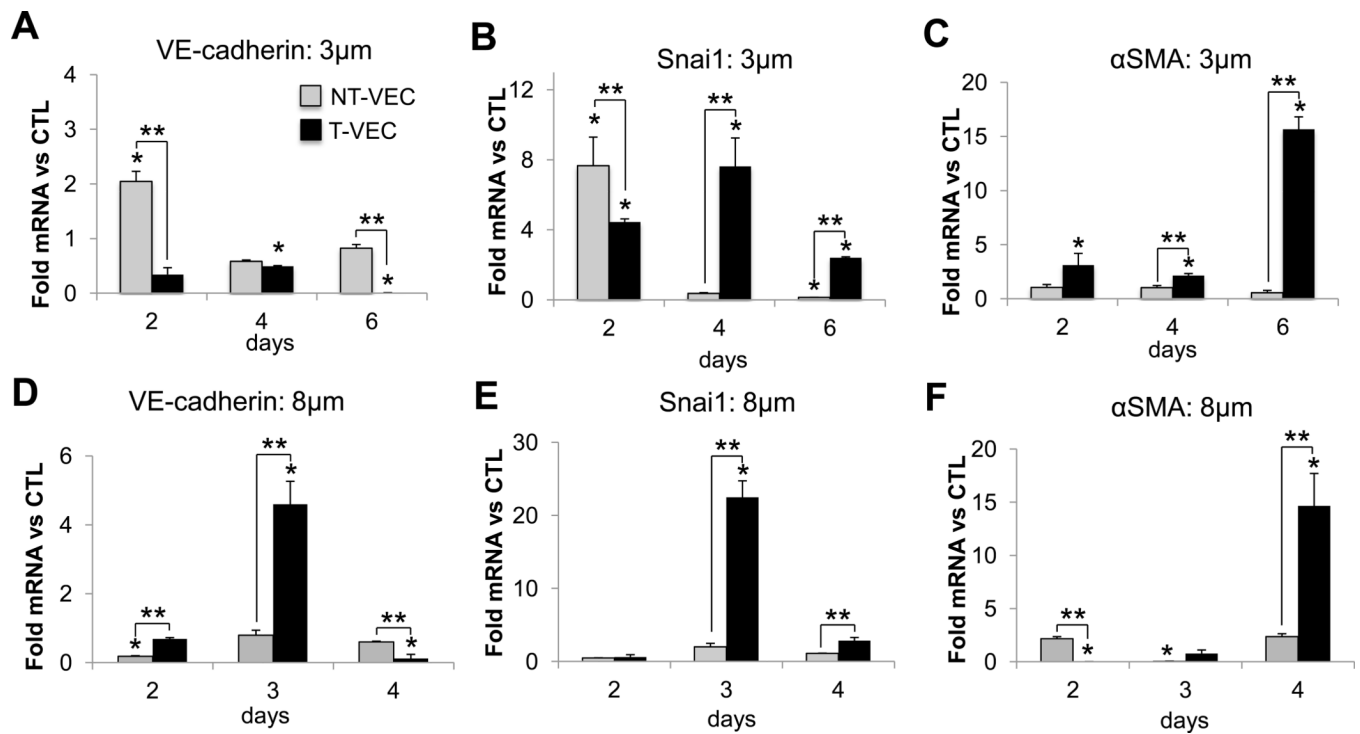 A
VE-cadherin: 3μm
Fold mRNA vs CTL
4
3
2
1
0
NT-VEC
T-VEC
*
**
*
**
*
2 4 6
days
B
Snai1: 3μm
Fold mRNA vs CTL
12
8
4
0
**
*
*
**
*
**
*
*
2 4 6
days
C
αSMA: 3μm
Fold mRNA vs CTL
20
15
10
5
0
*
**
*
**
*
2 4 6
days
D
VE-cadherin: 8μm
Fold mRNA vs CTL
6
4
2
0
**
*
**
*
**
*
2 3 4
days
E
Snai1: 8μm
Fold mRNA vs CTL
30
20
10
0
**
*
**
2 3 4
days
F
αSMA: 8μm
Fold mRNA vs CTL
20
15
10
5
0
**
*
*
**
*
2 3 4
days